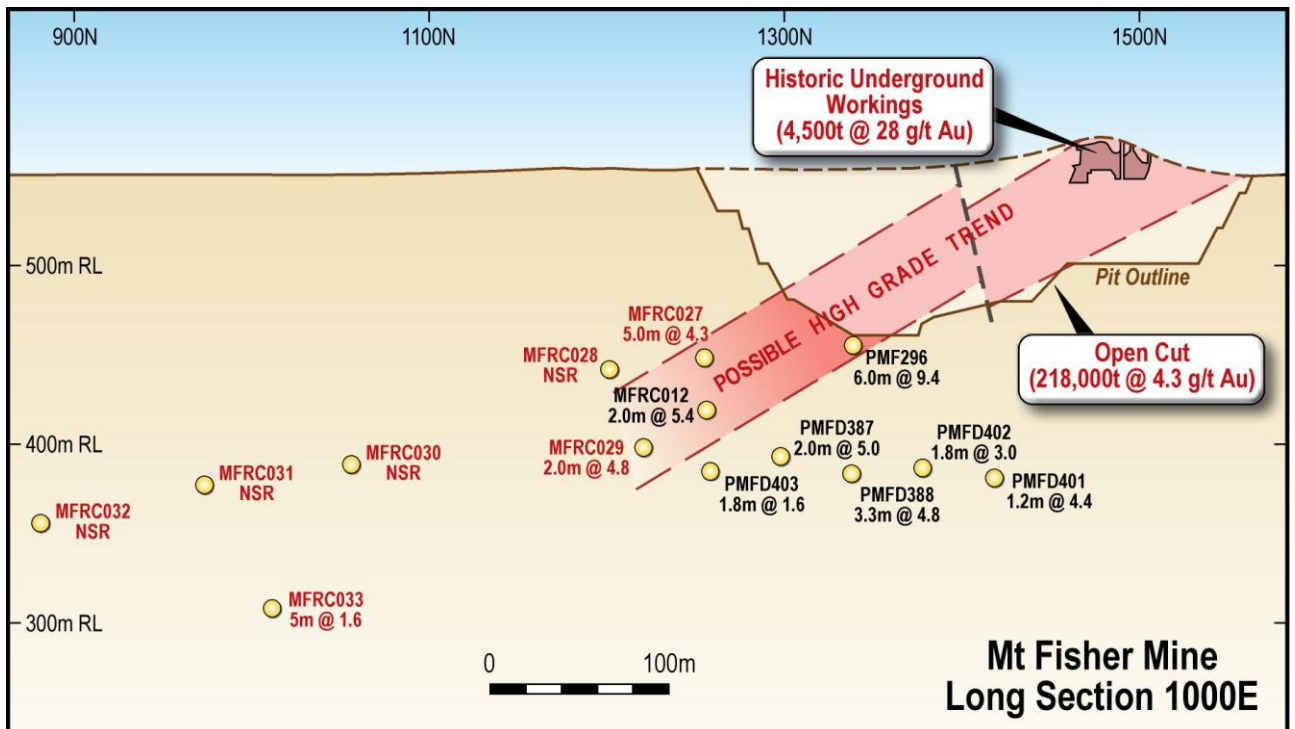 900N
1100N
1300N
1500N
Historic Underground
Workings
(4,500t @ 28 g/t Au)
POSSIBLE HIGH GRADE TREND
500m RL
Pit Outline
Open Cut
(218,000t @ 4.3 g/t Au)
MFRC027
5.0m @ 4.3
MFRC028
NSR
PMF296
6.0m @ 9.4
MFRC012
2.0m @ 5.4
400m RL
MFRC029
2.0m @ 4.8
PMFD387
2.0m @ 5.0
PMFD402
1.8m @ 3.0
MFRC030
NSR
MFRC031
NSR
PMFD403
1.8m @ 1.6
PMFD388
3.3m @ 4.8
PMFD401
1.2m @ 4.4
MFRC032
NSR
MFRC033
5m @ 1.6
300m RL
0
100m
Mt Fisher Mine
Long Section 1000E